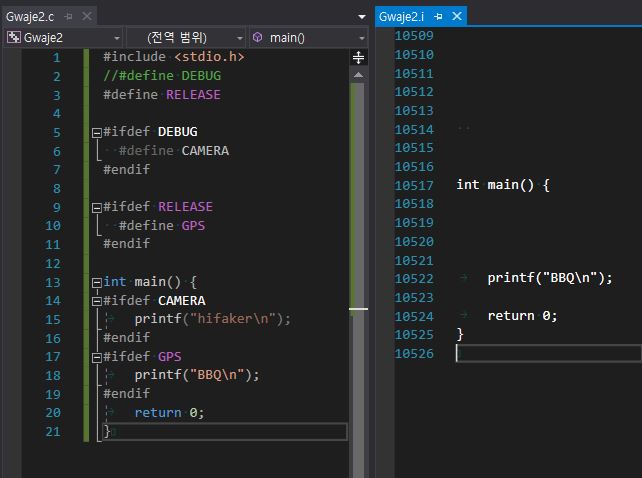 Gwaje2.c
Gwaje2
(전역 범위)
main()
1 #include <stdio.h>
2 //#define DEBUG
3 #define RELEASE
4
5 #ifdef DEBUG
6 #define CAMERA
7 #endif
8
9 #ifdef RELEASE
10 #define GPS
11 #endif
12
13 int main() {
14 #ifdef CAMERA
15 printf("hifaker\n");
16 #endif
17 #ifdef GPS
18 printf("BBQ\n");
19 #endif
20 return 0;
21 }
Gwaje2.i
10509
10510
10511
10512
10513
10514
10515
10516
10517 int main() {
10518
10519
10520
10521
10522 printf("BBQ\n");
10523
10524 return 0;
10525 }
10526